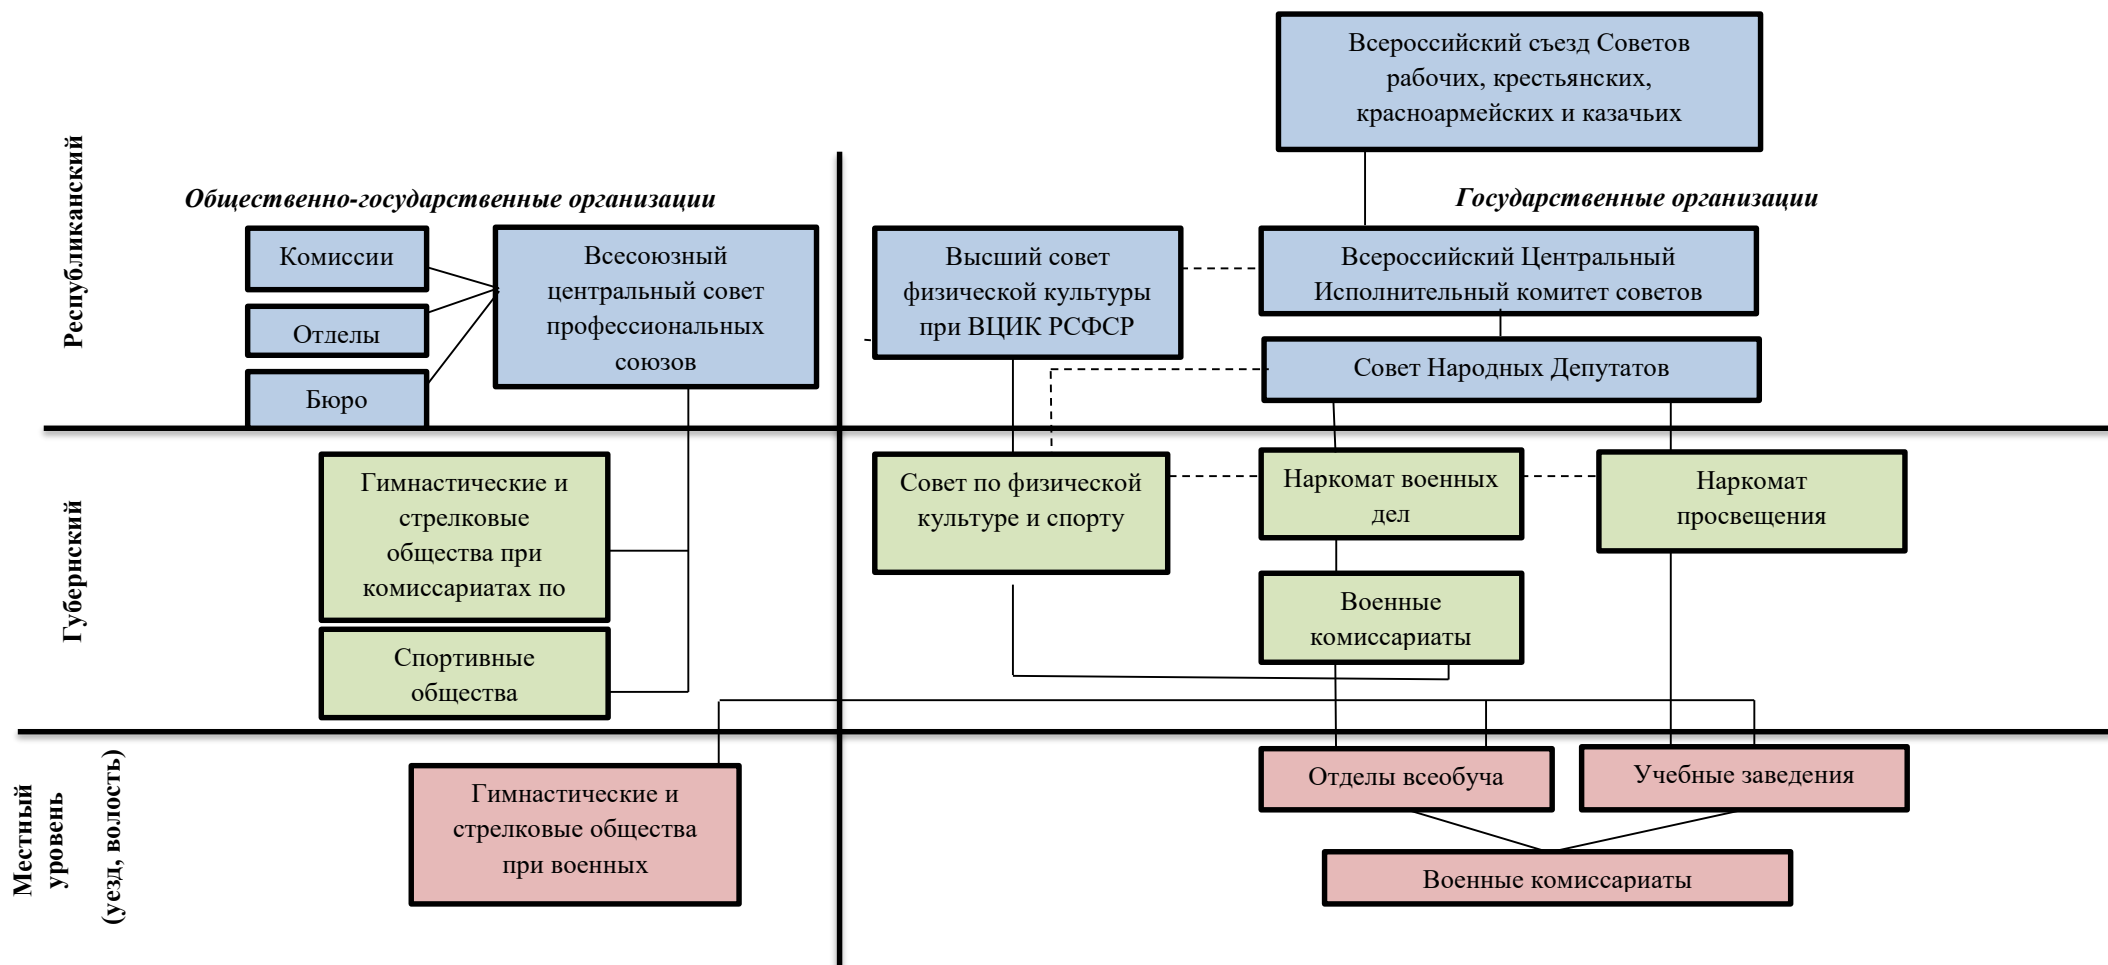 Всероссийский съезд Советов
рабочих, крестьянских,
красноармейских и казачьих
Республиканский
Общественно-государственные организации
Государственные организации
Комиссии
Отделы
Бюро
Всесоюзный
центральный совет
профессиональных
союзов
Высший совет
физической культуры
при ВЦИК РСФСР
Всероссийский Центральный
Исполнительный комитет советов
Совет Народных Депутатов
Губернский
Гимнастические и
стрелковые
общества при
комиссариатах по
Спортивные
общества
Совет по физической
культуре и спорту
Наркомат военных
дел
Наркомат
просвещения
Военные
комиссариаты
Местный
уровень
(уезд, волость)
Гимнастические и
стрелковые общества
при военных
Отделы всеобуча
Учебные заведения
Военные комиссариаты